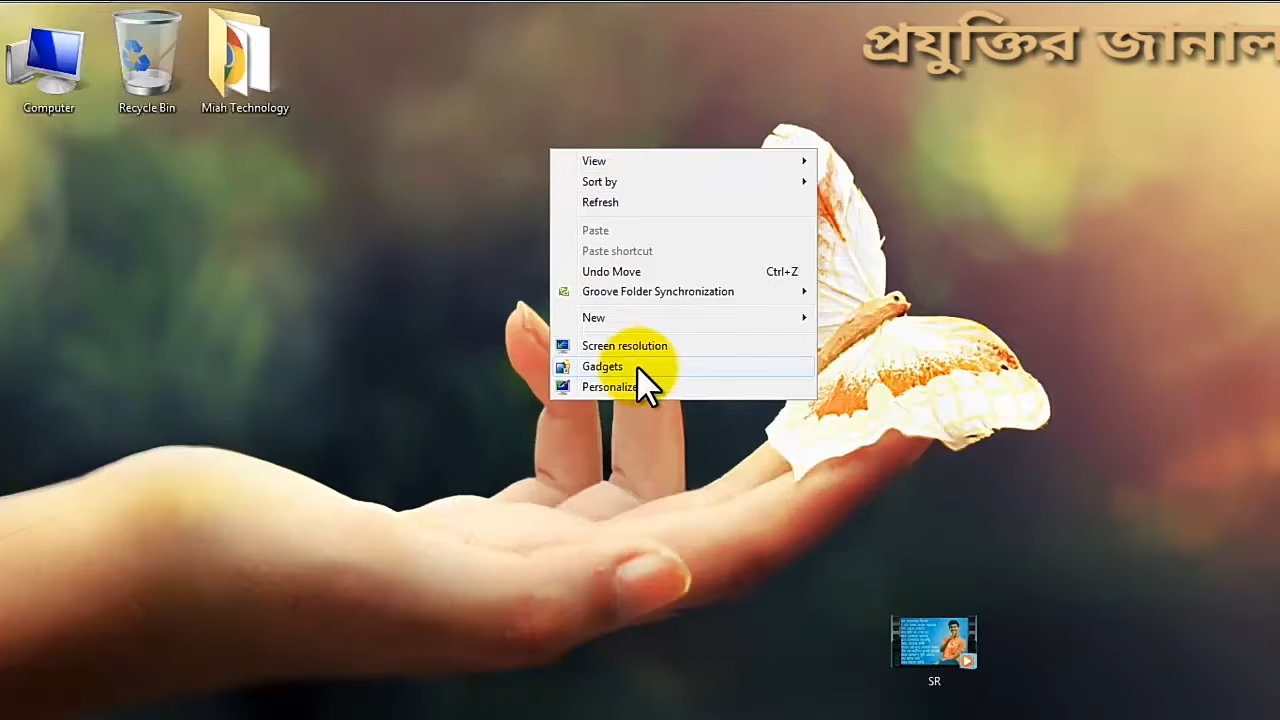 প্রযুক্তির জানাল
Computer
Recycle Bin
Miah Technology
View
Sort by
Refresh
Paste
Paste shortcut
Undo Move Ctrl+Z
Groove Folder Synchronization
New
Screen resolution
Gadgets
Personalize
SR